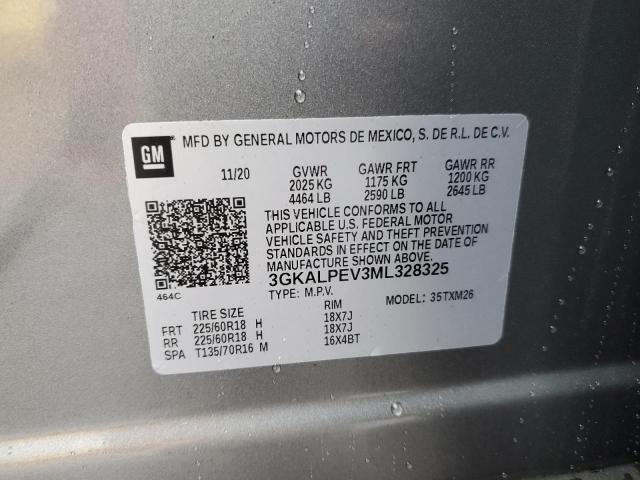 GM
MFD BY GENERAL MOTORS DE MEXICO, S. DE R.L. DE C.V.
11/20 GVWR GAWR FRT GAWR RR
2025 KG 1175 KG 1200 KG
4464 LB 2590 LB 2645 LB
THIS VEHICLE CONFORMS TO ALL
APPLICABLE U.S. FEDERAL MOTOR
VEHICLE SAFETY AND THEFT PREVENTION
STANDARDS IN EFFECT ON THE DATE OF
MANUFACTURE SHOWN ABOVE.
3GKALPEV3ML328325
464C
TYPE: M.P.V. MODEL: 35TXM26
TIRE SIZE RIM
FRT 225/60R18 H 18X7J
RR 225/60R18 H 18X7J
SPA T135/70R16 M 16X4BT